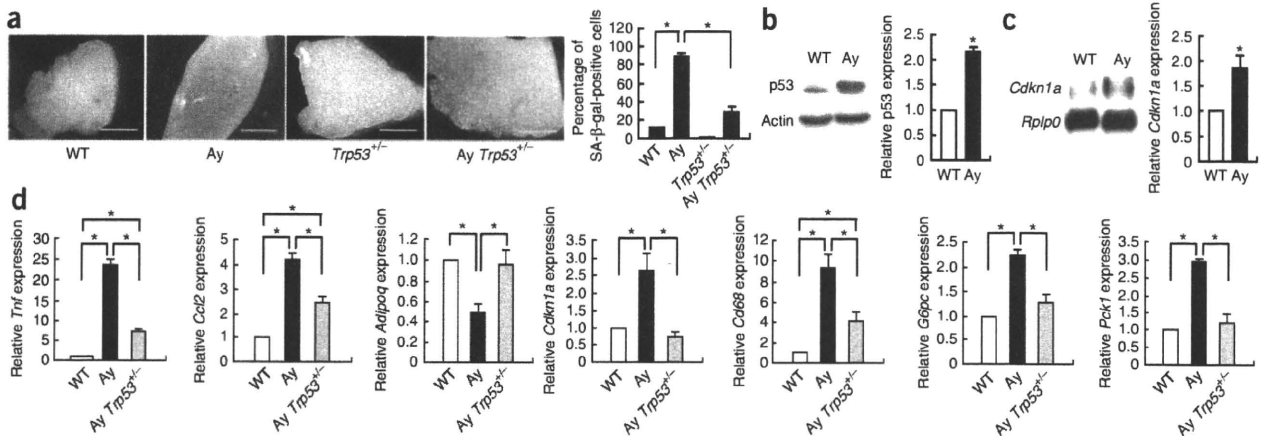 a
WT
Ay
Trp53+/–
Ay Trp53+/–
Percentage of
SA-β-gal-positive cells
120
100
80
60
40
20
0
WT
Ay
Trp53+/–
Ay Trp53+/–
b
WT Ay
p53
Actin
Relative p53 expression
2.5
2.0
1.5
1.0
0.5
0
WT Ay
*
c
WT Ay
Cdkn1a
Rplp0
Relative Cdkn1a expression
2.5
2.0
1.5
1.0
0.5
0
WT Ay
*
d
Relative Tnf expression
30
25
20
15
10
5
0
WT
Ay
Ay Trp53+/–
* * *
Relative Ccl2 expression
5
4
3
2
1
0
WT
Ay
Ay Trp53+/–
* * *
Relative Adipoq expression
1.2
1.0
0.8
0.6
0.4
0.2
WT
Ay
Ay Trp53+/–
* *
Relative Cdkn1a expression
3.5
3.0
2.5
2.0
1.5
1.0
0.5
0
WT
Ay
Ay Trp53+/–
* *
Relative Cd68 expression
12
10
8
6
4
2
0
WT
Ay
Ay Trp53+/–
* * *
Relative G6pc expression
2.5
2.0
1.5
1.0
0.5
0
WT
Ay
Ay Trp53+/–
* *
Relative Pck1 expression
3.5
3.0
2.5
2.0
1.5
1.0
0.5
0
WT
Ay
Ay Trp53+/–
* *